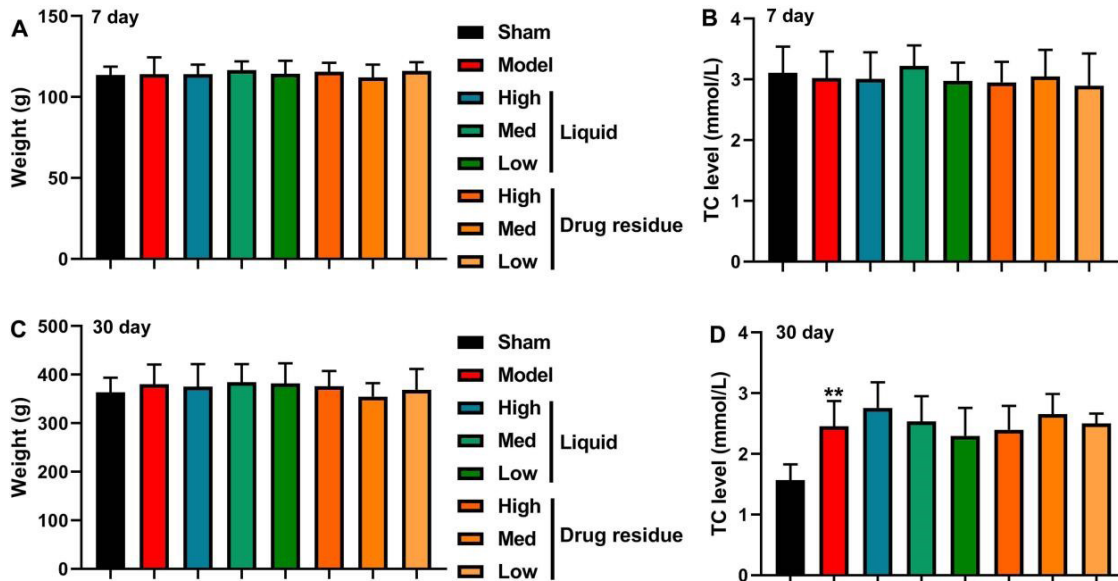 A
7 day
Weight (g)
150
100
50
0
Sham
Model
High
Med
Low
Liquid
High
Med
Low
Drug residue
B
7 day
TC level (mmol/L)
4
3
2
1
0
C
30 day
Weight (g)
500
400
300
200
100
0
Sham
Model
High
Med
Low
Liquid
High
Med
Low
Drug residue
D
30 day
TC level (mmol/L)
4
3
2
1
0
**